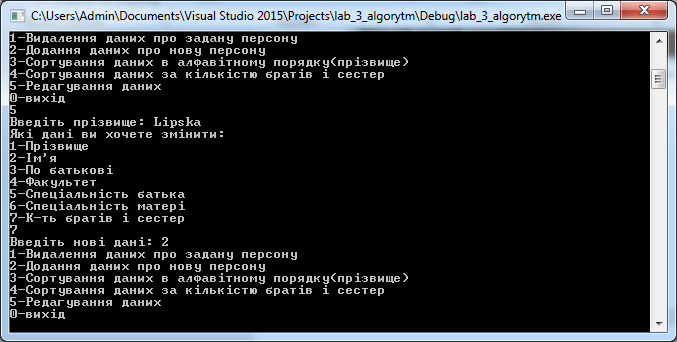 C:\Users\Admin\Documents\Visual Studio 2015\Projects\lab_3_algorytm\Debug\lab_3_algorytm.exe
1-Видалення даних про задану персону
2-Додання даних про нову персону
3-Сортування даних в алфавітному порядку(прізвище)
4-Сортування даних за кількістю братів і сестер
5-Редагування даних
0-вихід
5
Введіть прізвище: Lipska
Які дані ви хочете змінити:
1-Прізвище
2-Ім'я
3-По батькові
4-Факультет
5-Спеціальність батька
6-Спеціальність матері
7-К-ть братів і сестер
7
Введіть нові дані: 2
1-Видалення даних про задану персону
2-Додання даних про нову персону
3-Сортування даних в алфавітному порядку(прізвище)
4-Сортування даних за кількістю братів і сестер
5-Редагування даних
0-вихід